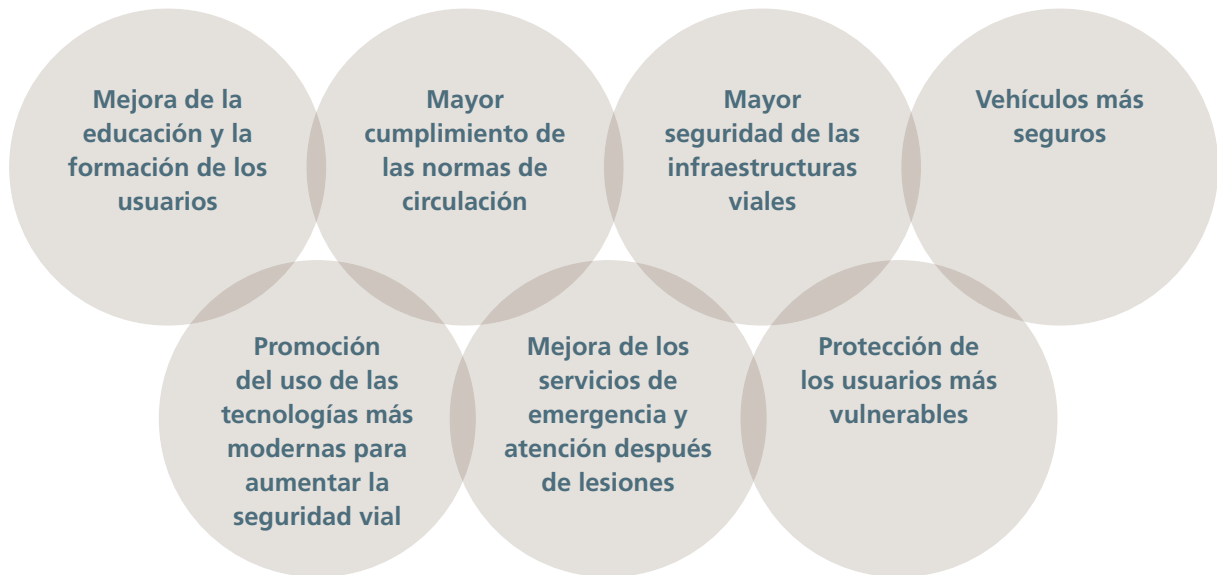 Mejora de la
educación y la
formación de los
usuarios
Mayor
cumplimiento de
las normas de
circulación
Mayor
seguridad de las
infraestructuras
viales
Vehículos más
seguros
Promoción
del uso de las
tecnologías más
modernas para
aumentar la
seguridad vial
Mejora de los
servicios de
emergencia y
atención después
de lesiones
Protección de
los usuarios más
vulnerables